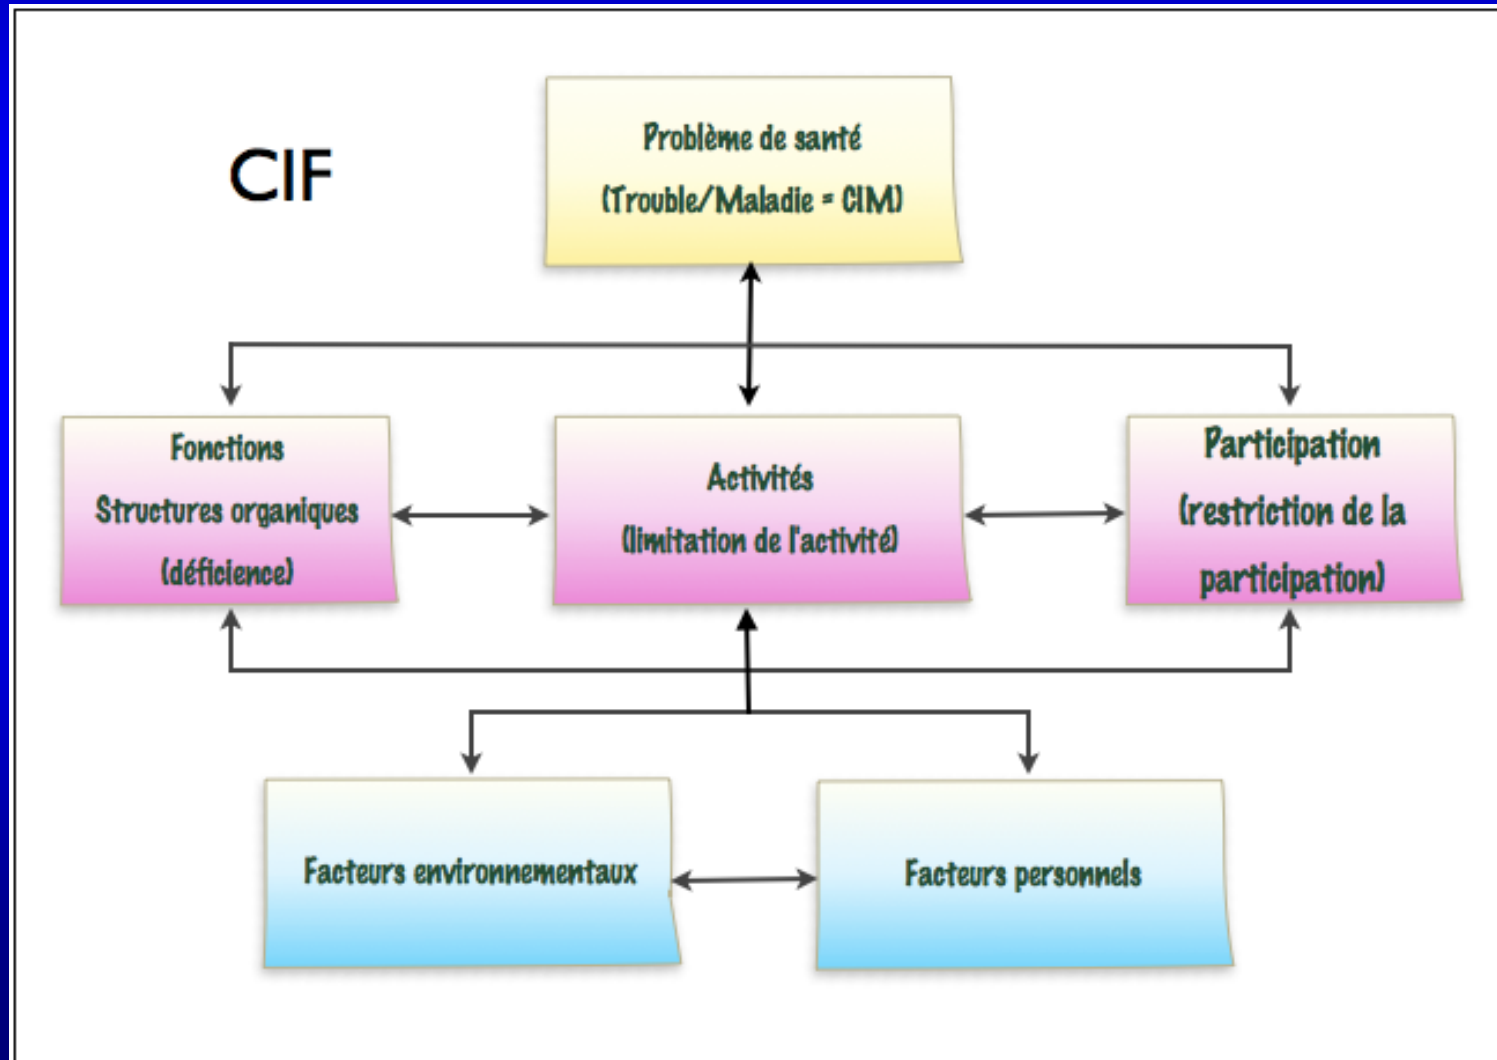 CIF
Problème de santé
(Trouble/Maladie = CIM)
Fonctions
Structures organiques
(déficience)
Activités
(limitation de l'activité)
Participation
(restriction de la
participation)
Facteurs environnementaux
Facteurs personnels